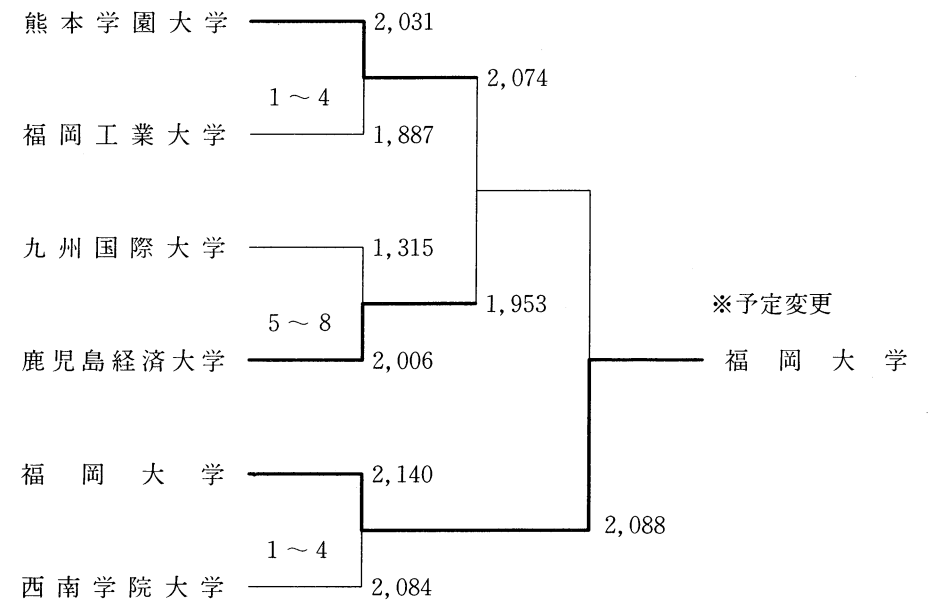 熊本学園大学 2,031
2,074
1～4
福岡工業大学 1,887
九州国際大学 1,315
※予定変更
1,953
5～8
鹿児島経済大学 2,006
福岡大学
福岡大学 2,140
2,088
1～4
西南学院大学 2,084